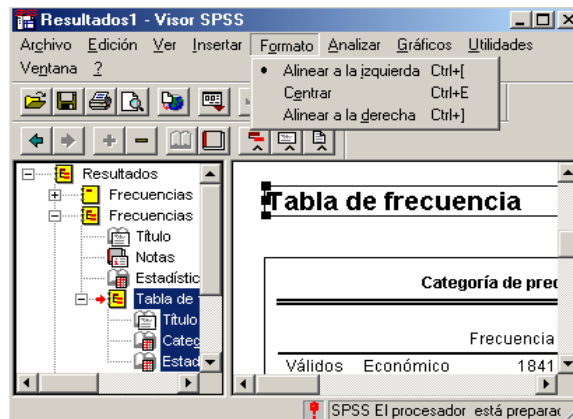 Resultados1 - Visor SPSS
Archivo Edición Ver Insertar Formato Analizar Gráficos Utilidades
Ventana ?
Alinear a la izquierda Ctrl+[
Centrar Ctrl+E
Alinear a la derecha Ctrl+]
Resultados
Frecuencias
Frecuencias
Título
Notas
Estadístic
Tabla de
Título
Categ
Estad
Tabla de frecuencia
Categoría de prec
Frecuencia
Válidos Económico 1841
SPSS El procesador está preparac